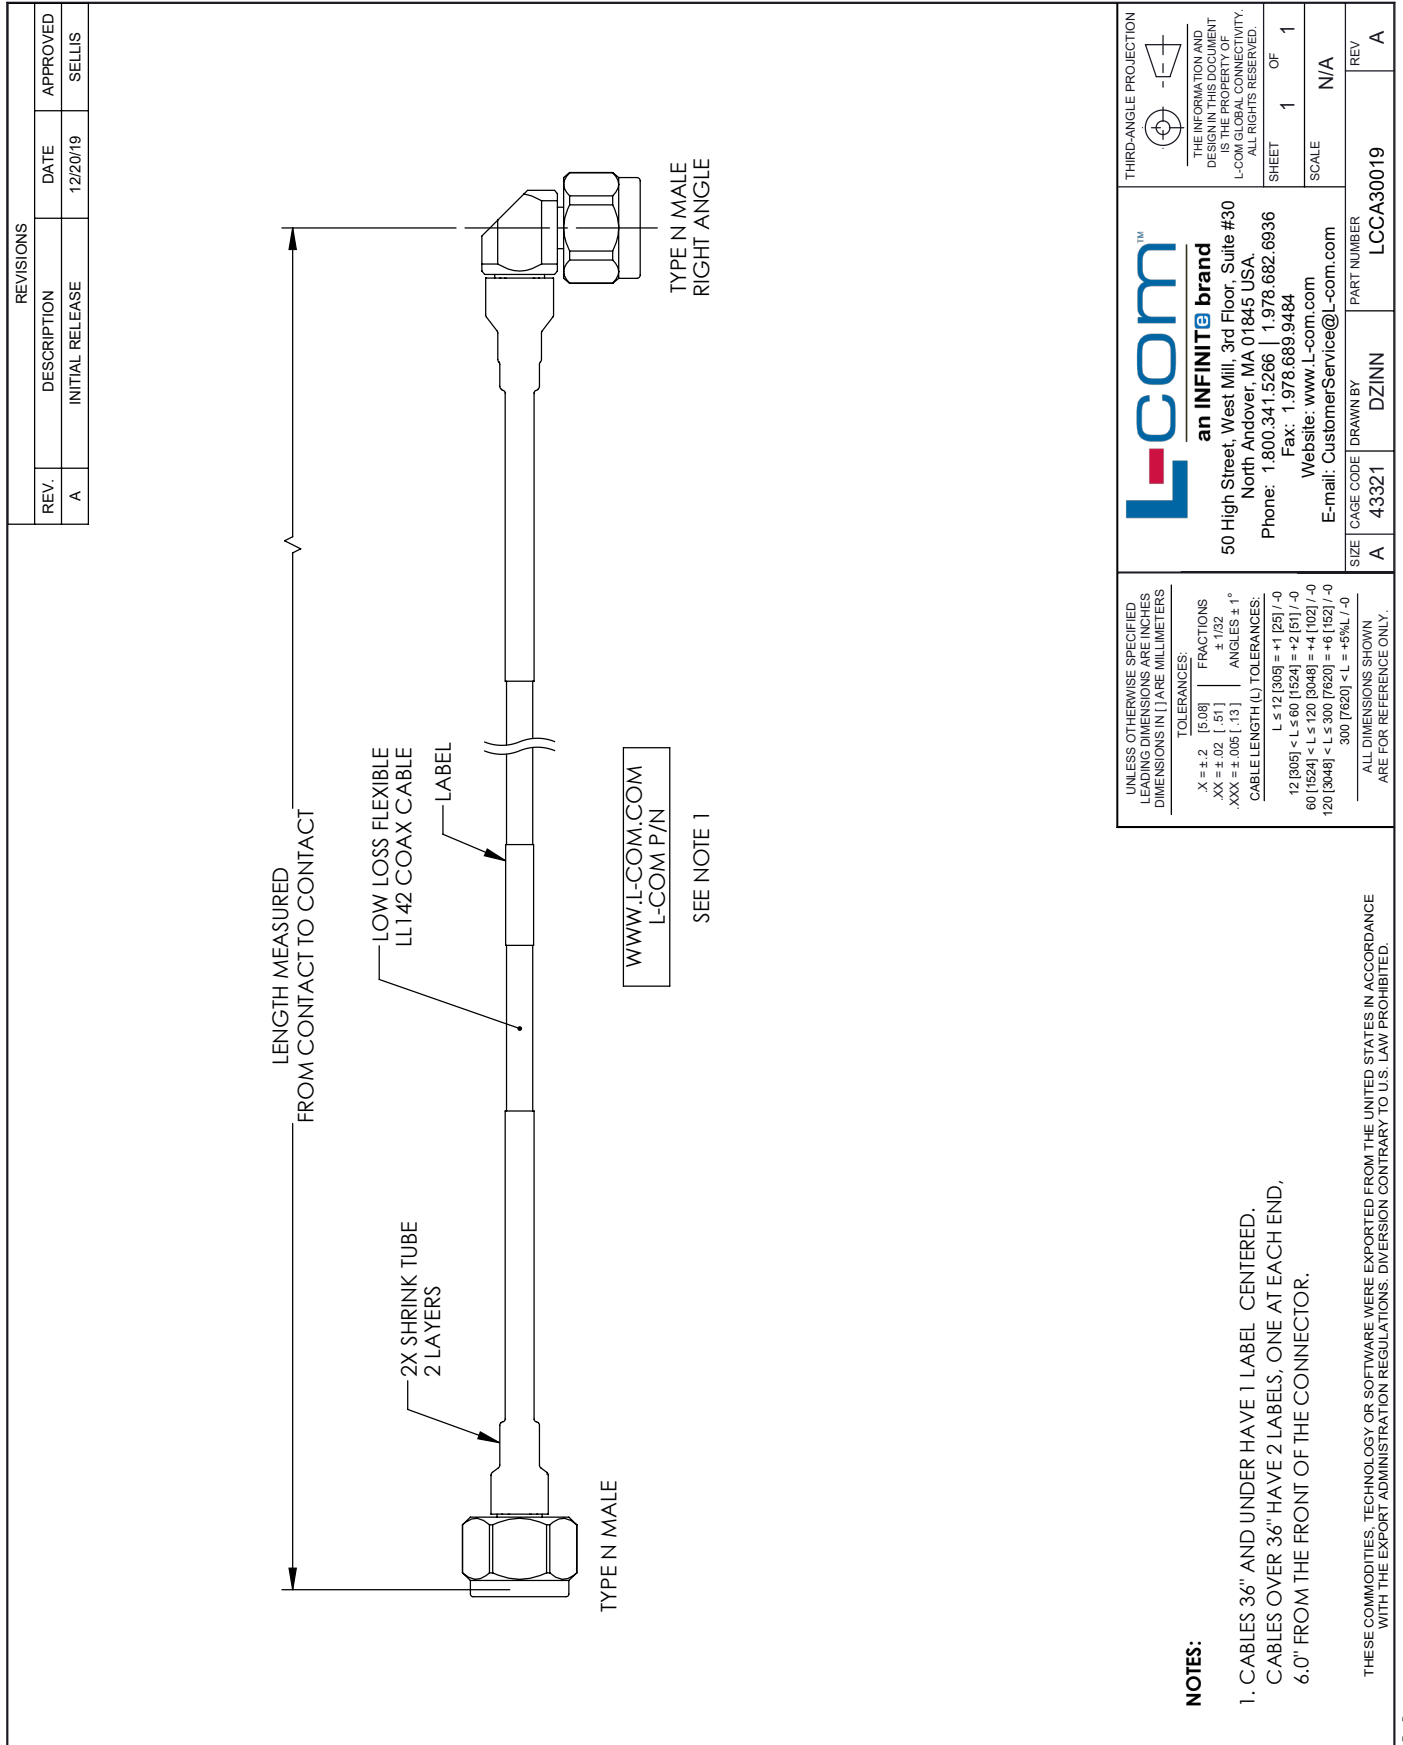 REVISIONS
REV. DESCRIPTION DATE APPROVED
A INITIAL RELEASE 12/20/19 SELLIS
LENGTH MEASURED
FROM CONTACT TO CONTACT
LOW LOSS FLEXIBLE
LL142 COAX CABLE
LABEL
2X SHRINK TUBE
2 LAYERS
TYPE N MALE
TYPE N MALE
RIGHT ANGLE
WWW.L-COM.COM
L-COM P/N
SEE NOTE 1
NOTES:
1. CABLES 36" AND UNDER HAVE 1 LABEL CENTERED.
CABLES OVER 36" HAVE 2 LABELS, ONE AT EACH END,
6.0" FROM THE FRONT OF THE CONNECTOR.
THESE COMMODITIES, TECHNOLOGY OR SOFTWARE WERE EXPORTED FROM THE UNITED STATES IN ACCORDANCE
WITH THE EXPORT ADMINISTRATION REGULATIONS. DIVERSION CONTRARY TO U.S. LAW PROHIBITED.
UNLESS OTHERWISE SPECIFIED
LEADING DIMENSIONS ARE INCHES
DIMENSIONS IN [ ] ARE MILLIMETERS
TOLERANCES:
.X = ± .2 [5.08] FRACTIONS
.XX = ± .02 [ .51 ] ± 1/32
.XXX = ± .005 [ .13 ] ANGLES ± 1°
CABLE LENGTH (L) TOLERANCES:
L ≤ 12 [305] = +1 [25] / -0
12 [305] < L ≤ 60 [1524] = +2 [51] / -0
60 [1524] < L ≤ 120 [3048] = +4 [102] / -0
120 [3048] < L ≤ 300 [7620] = +6 [152] / -0
300 [7620] < L = +5%L / -0
ALL DIMENSIONS SHOWN
ARE FOR REFERENCE ONLY.
L-com™
an INFINITe brand
50 High Street, West Mill, 3rd Floor, Suite #30
North Andover, MA 01845 USA.
Phone: 1.800.341.5266 | 1.978.682.6936
Fax: 1.978.689.9484
Website: www.L-com.com
E-mail: CustomerService@L-com.com
THIRD-ANGLE PROJECTION
THE INFORMATION AND
DESIGN IN THIS DOCUMENT
IS THE PROPERTY OF
L-COM GLOBAL CONNECTIVITY.
ALL RIGHTS RESERVED.
SHEET 1 OF 1
SCALE N/A
SIZE CAGE CODE DRAWN BY PART NUMBER REV
A 43321 DZINN LCCA30019 A